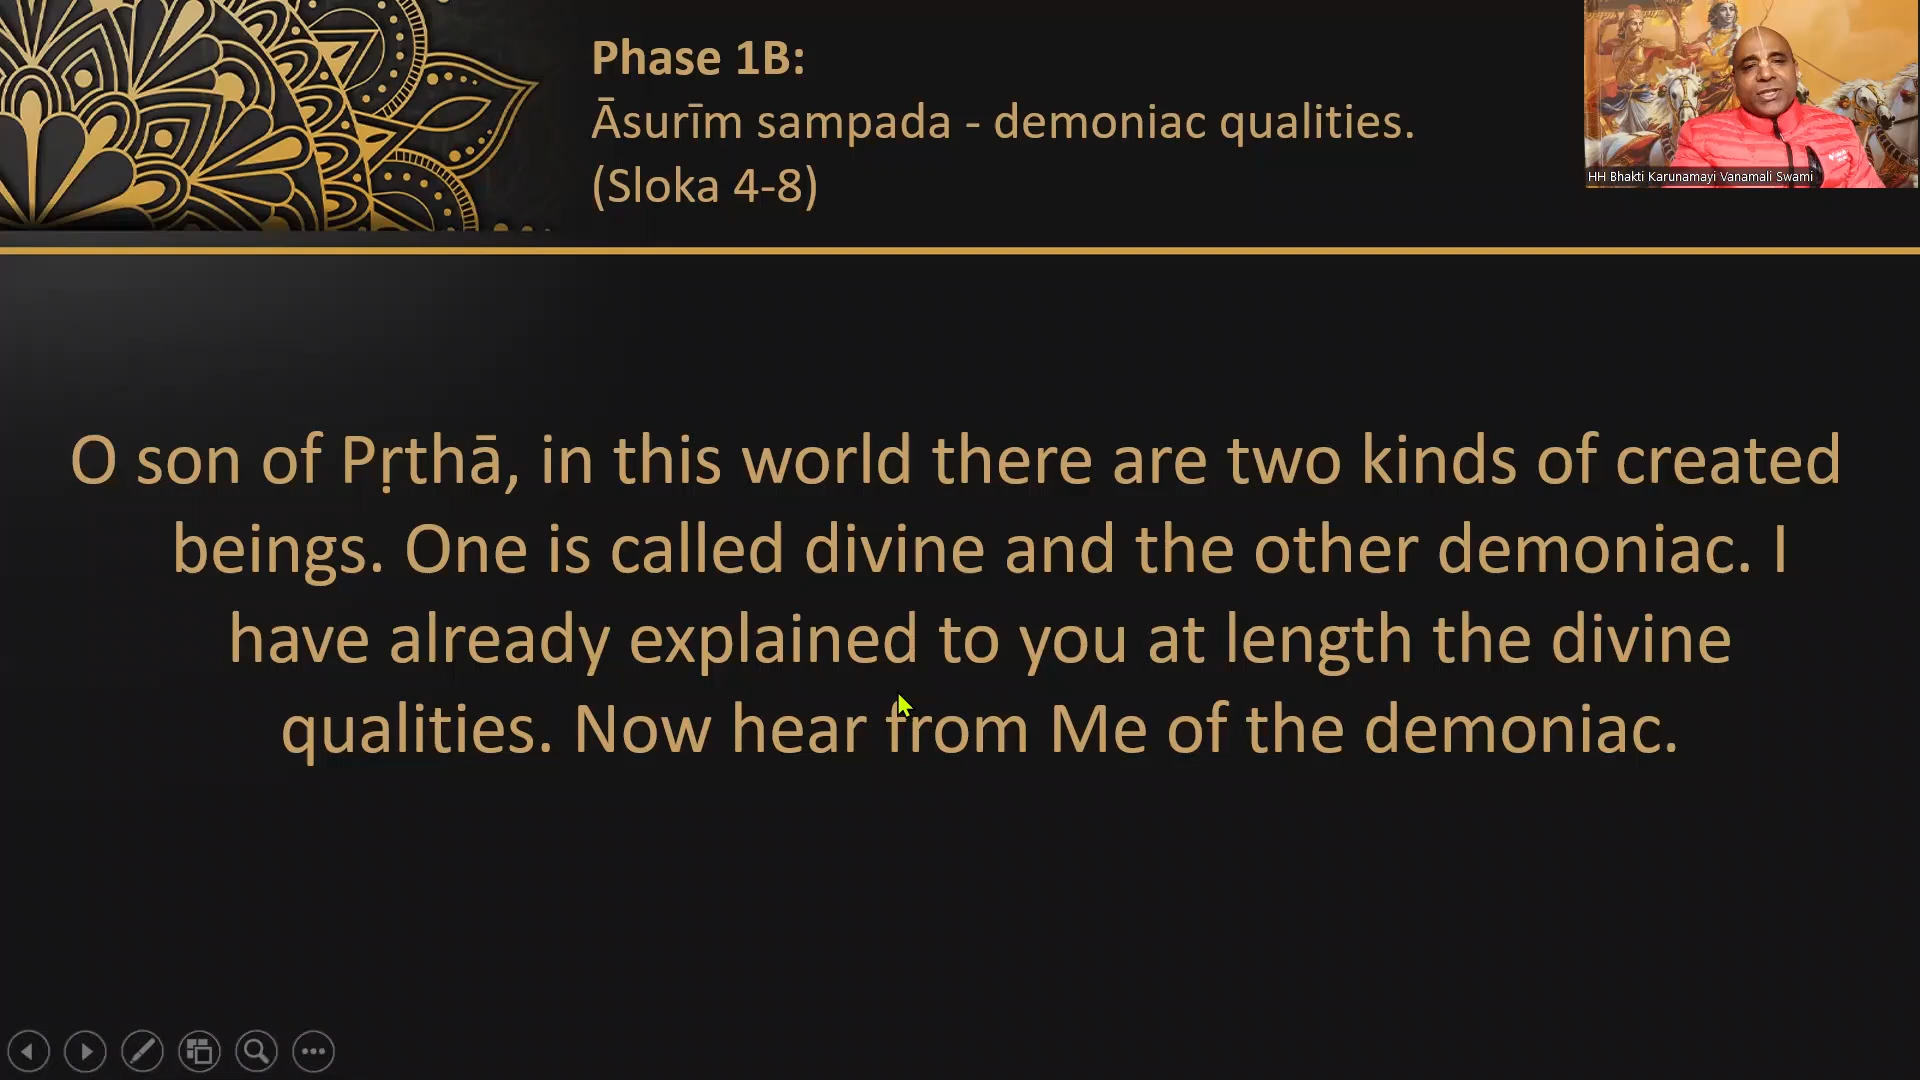 Phase 1B:
Āsurīm sampada - demoniac qualities.
(Sloka 4-8)
HH Bhakti Karunamayi Vanamali Swami
O son of Pṛthā, in this world there are two kinds of created
beings. One is called divine and the other demoniac. I
have already explained to you at length the divine
qualities. Now hear from Me of the demoniac.